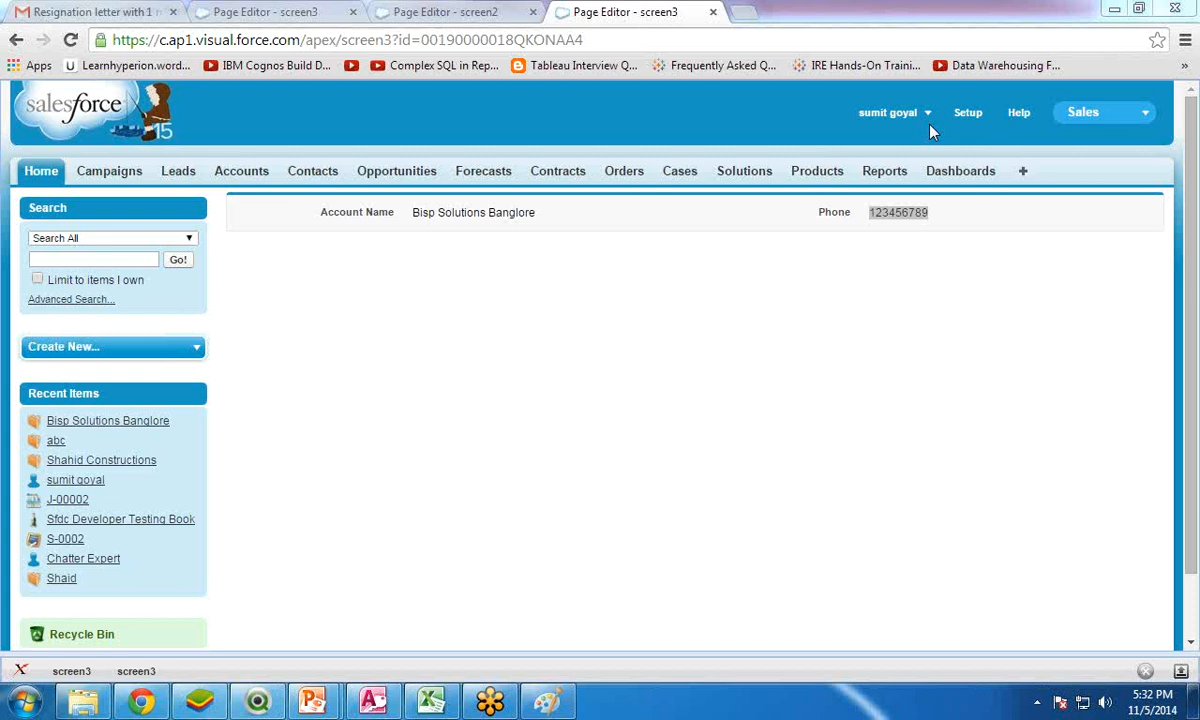 Resignation letter with 1
Page Editor - screen3
Page Editor - screen2
Page Editor - screen3
https://c.ap1.visual.force.com/apex/screen3?id=00190000018QKONAA4
Apps
Learnhyperion.word...
IBM Cognos Build D...
Complex SQL in Rep...
Tableau Interview Q...
Frequently Asked Q...
IRE Hands-On Traini...
Data Warehousing F...
»
salesforce
15
sumit goyal
Setup
Help
Sales
Home
Campaigns
Leads
Accounts
Contacts
Opportunities
Forecasts
Contracts
Orders
Cases
Solutions
Products
Reports
Dashboards
+
Search
Search All
Go!
Limit to items I own
Advanced Search...
Account Name
Bisp Solutions Banglore
Phone
123456789
Create New...
Recent Items
Bisp Solutions Banglore
abc
Shahid Constructions
sumit goyal
J-00002
Sfdc Developer Testing Book
S-0002
Chatter Expert
Shaid
Recycle Bin
screen3
screen3
5:32 PM
11/5/2014